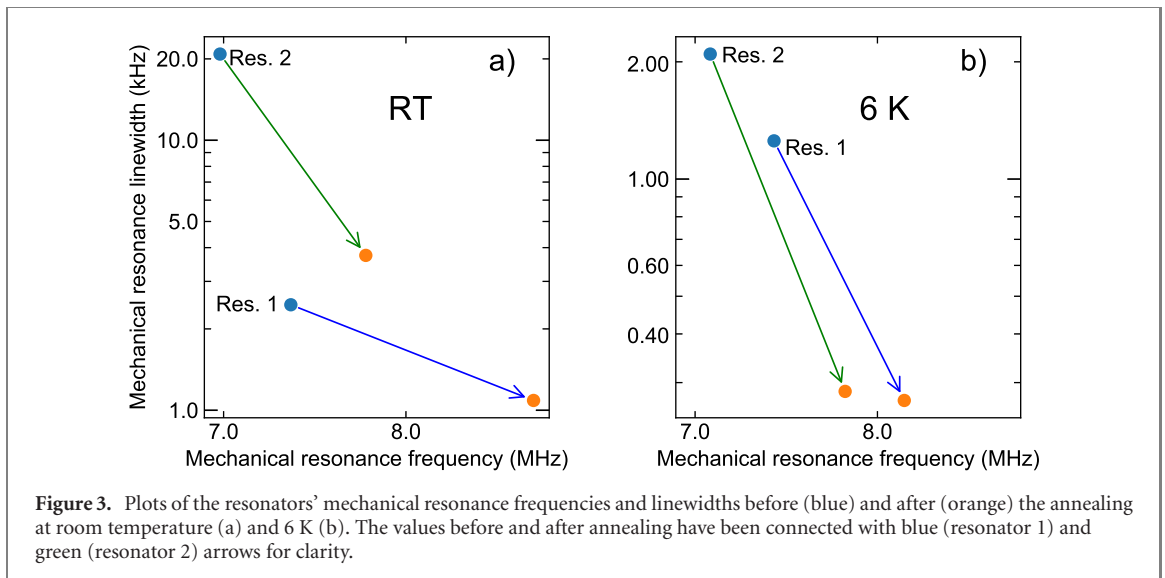 Mechanical resonance linewidth (kHz)
20.0
10.0
5.0
1.0
Res. 2
a)
RT
Res. 1
7.0 8.0
Mechanical resonance frequency (MHz)
2.00
1.00
0.60
0.40
Res. 2
b)
6 K
Res. 1
7.0 8.0
Mechanical resonance frequency (MHz)
Figure 3. Plots of the resonators’ mechanical resonance frequencies and linewidths before (blue) and after (orange) the annealing
at room temperature (a) and 6 K (b). The values before and after annealing have been connected with blue (resonator 1) and
green (resonator 2) arrows for clarity.